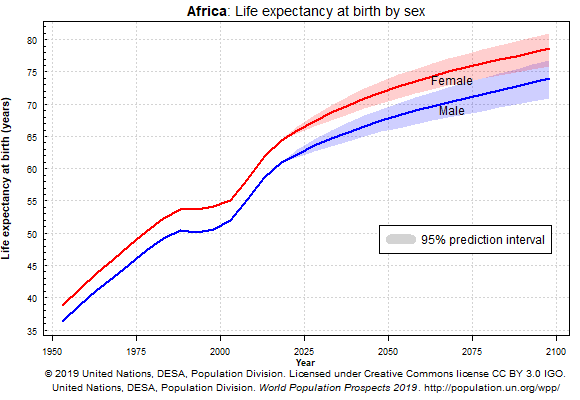 Africa: Life expectancy at birth by sex
Life expectancy at birth (years)
80
75
70
65
60
55
50
45
40
35
Female
Male
95% prediction interval
1950
1975
2000
2025
2050
2075
2100
Year
© 2019 United Nations, DESA, Population Division. Licensed under Creative Commons license CC BY 3.0 IGO.
United Nations, DESA, Population Division. World Population Prospects 2019. http://population.un.org/wpp/